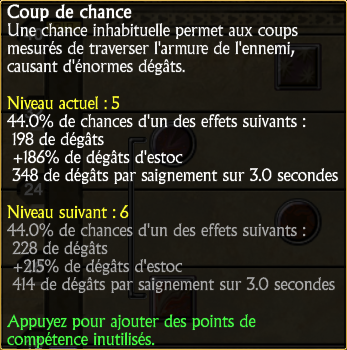 Coup de chance
Une chance inhabituelle permet aux coups
mesurés de traverser l'armure de l'ennemi,
causant d'énormes dégâts.
Niveau actuel : 5
44.0% de chances d'un des effets suivants :
198 de dégâts
+186% de dégâts d'estoc
348 de dégâts par saignement sur 3.0 secondes
24
Niveau suivant : 6
44.0% de chances d'un des effets suivants :
228 de dégâts
+215% de dégâts d'estoc
414 de dégâts par saignement sur 3.0 secondes
Appuyez pour ajouter des points de
compétence inutilisés.